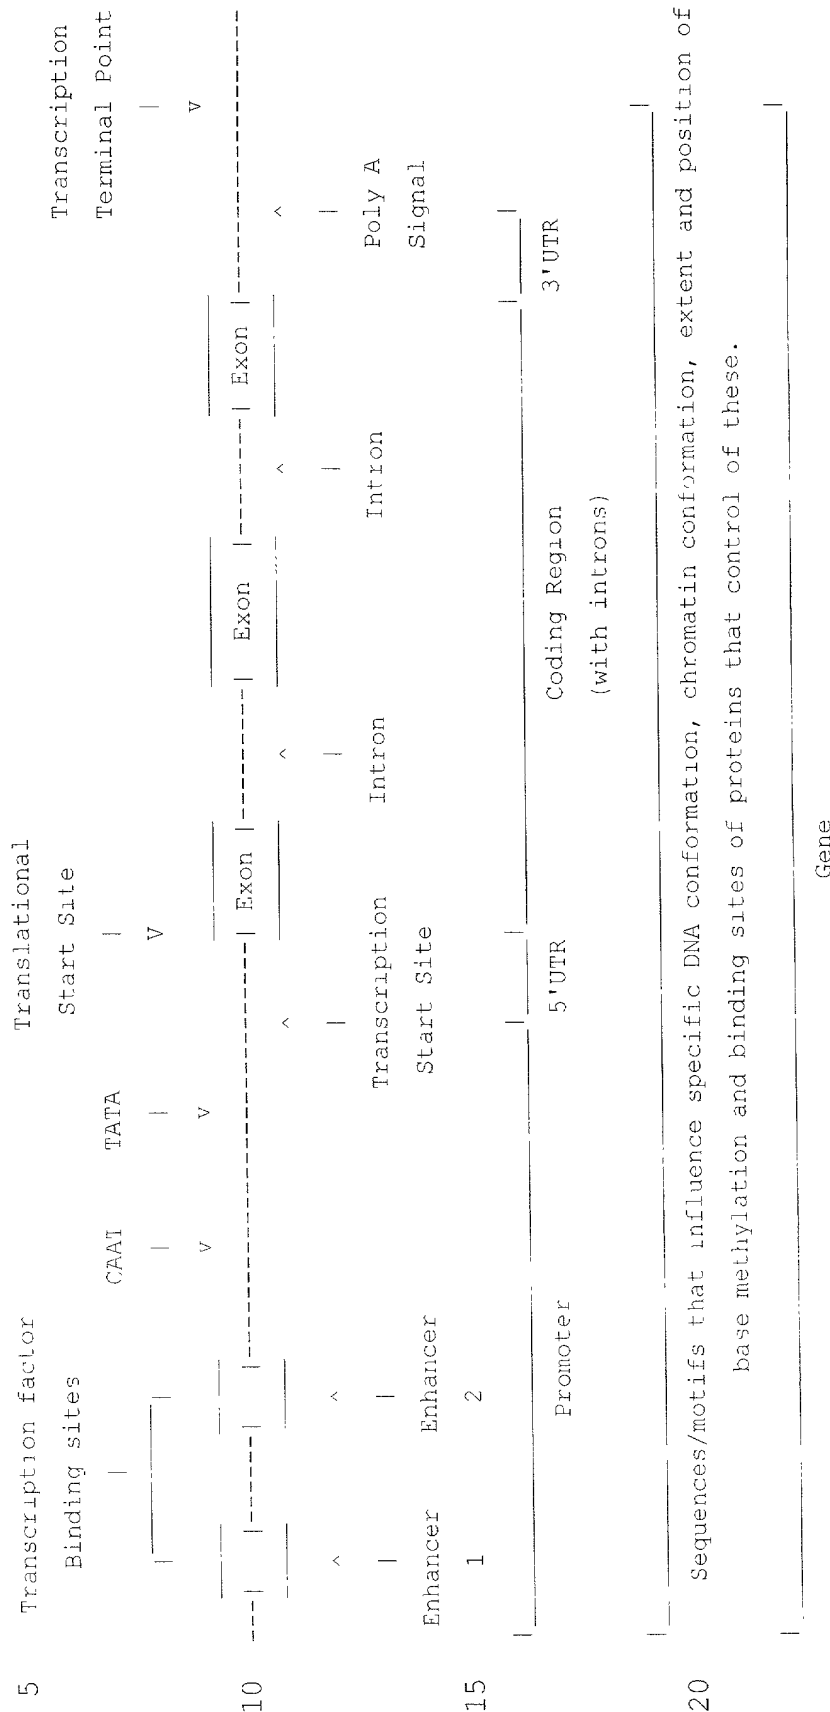 5
Transcription factor
Binding sites
CAAT TATA
Translational
Start Site
Transcription
Terminal Point
10
Exon Exon Exon
Enhancer
1
Enhancer
2
Transcription
Start Site
Intron
Intron
Poly A
Signal
15
Promoter
5'UTR
Coding Region
(with introns)
3'UTR
20
Sequences/motifs that influence specific DNA conformation, chromatin conformation, extent and position of
base methylation and binding sites of proteins that control of these.
Gene